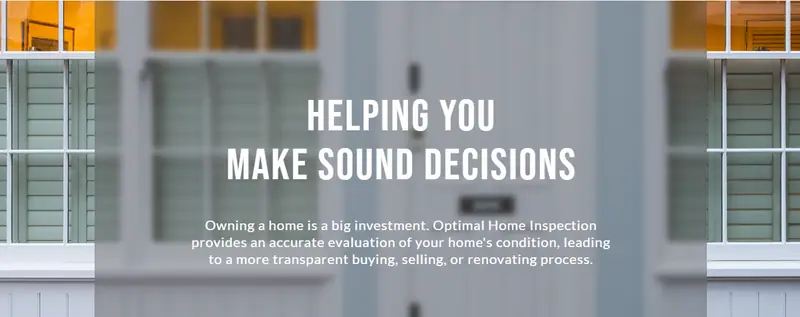 HELPING YOU
MAKE SOUND DECISIONS
Owning a home is a big investment. Optimal Home Inspection
provides an accurate evaluation of your home's condition, leading
to a more transparent buying, selling, or renovating process.